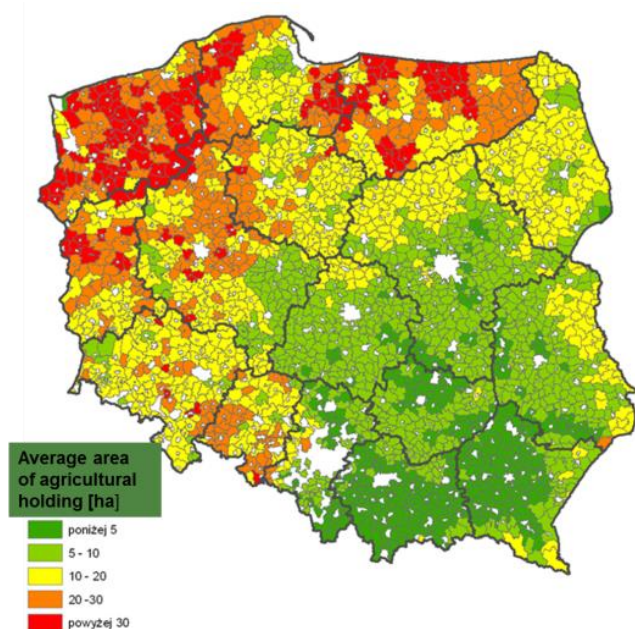 Average area
of agricultural
holding [ha]
poniżej 5
5 - 10
10 - 20
20 -30
powyżej 30